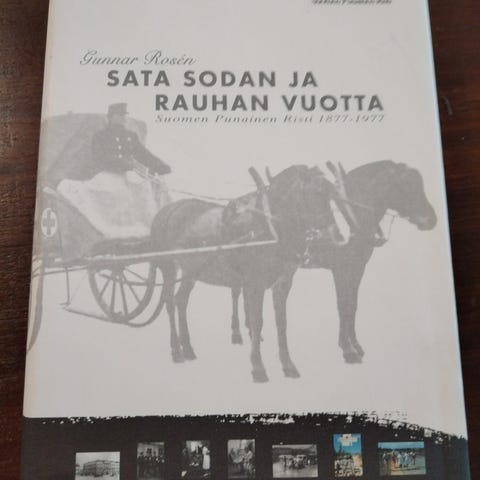 Gunnar Rosén
SATA SODAN JA
RAUHAN VUOTTA
Suomen Punainen Risti 1877-1977